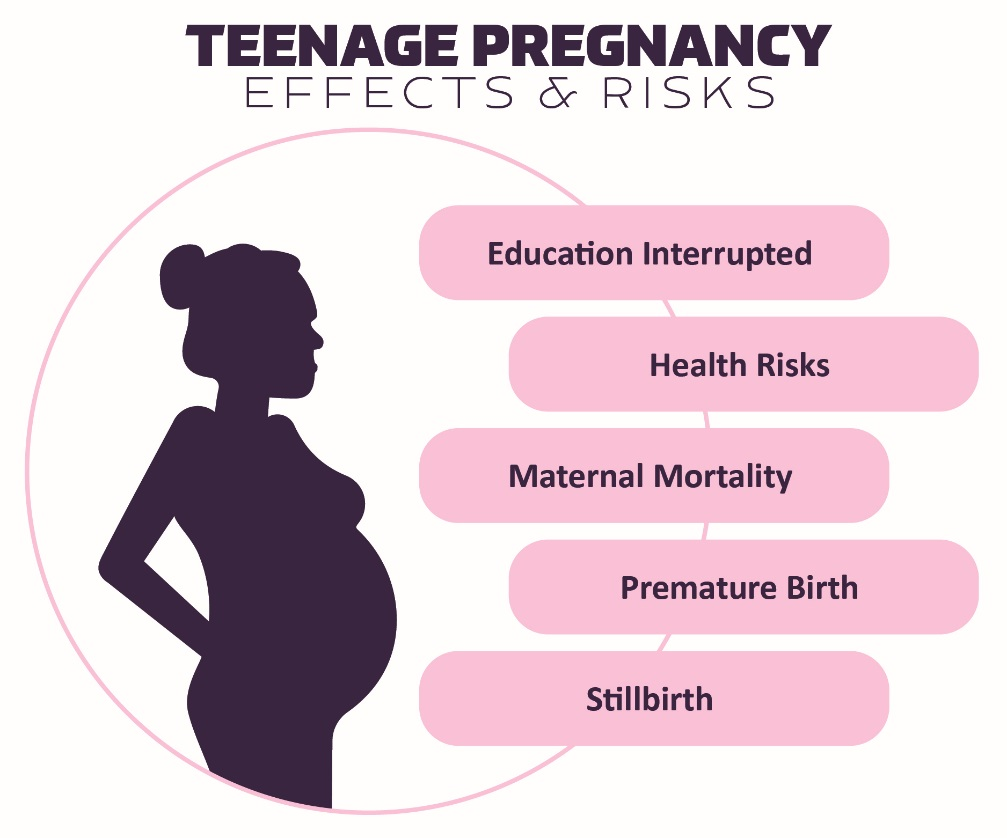 TEENAGE PREGNANCY
EFFECTS & RISKS
Education Interrupted
Health Risks
Maternal Mortality
Premature Birth
Stillbirth